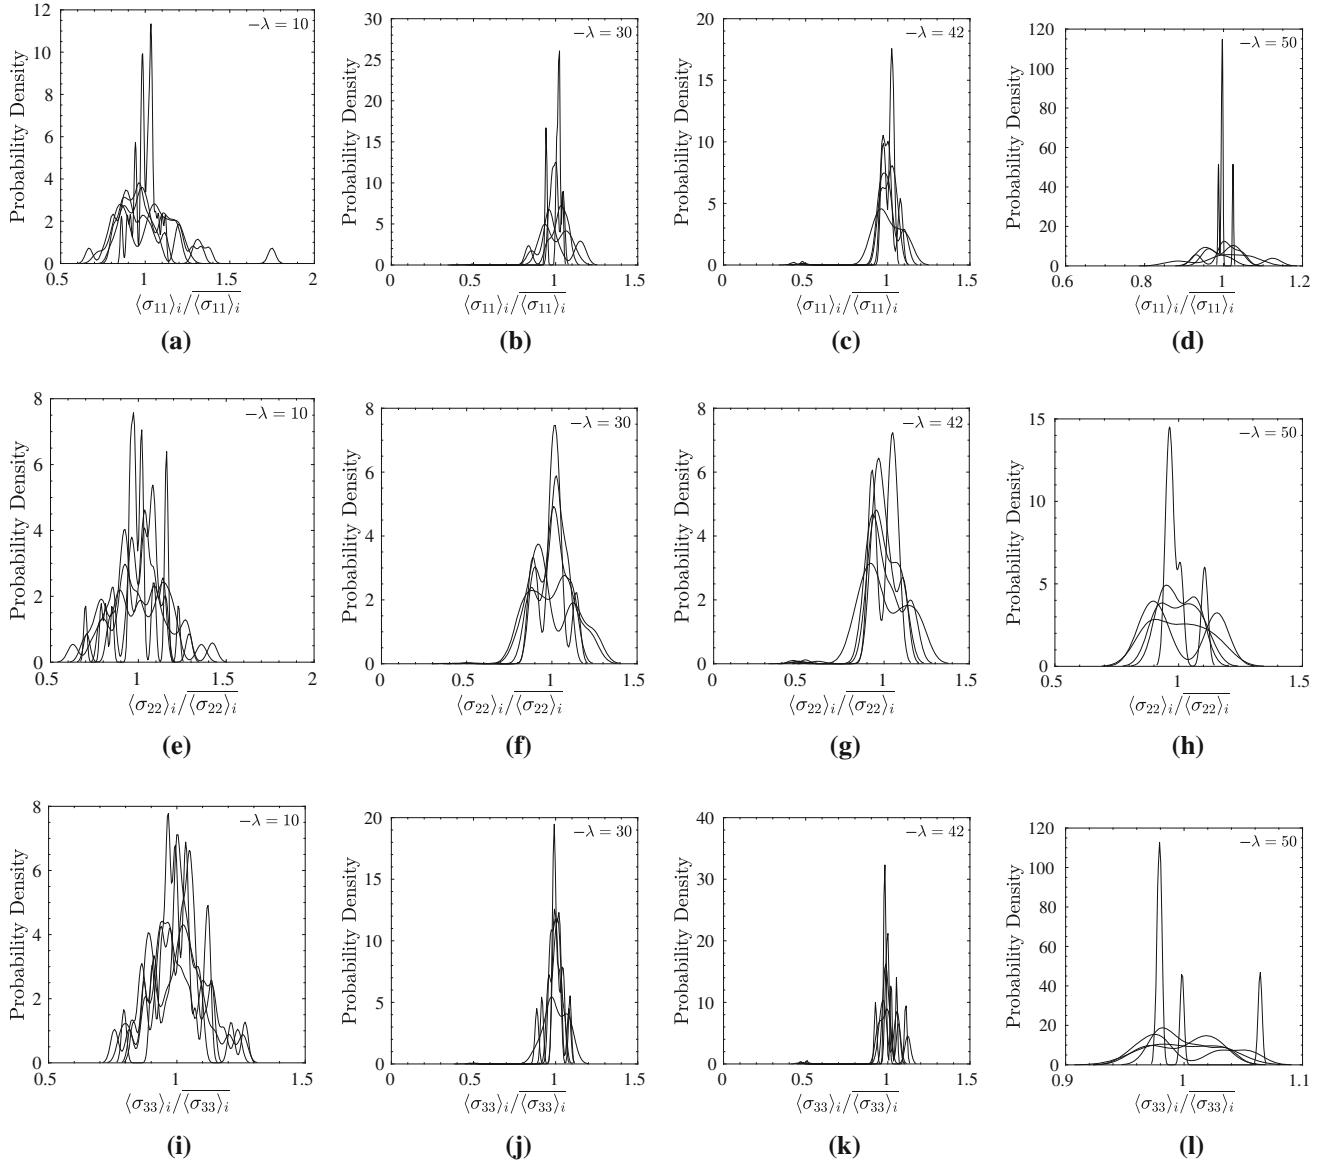 Probability Density
12
10
8
6
4
2
0
−λ = 10
0.5 1 1.5 2
⟨σ₁₁⟩ᵢ/⟨σ₁₁⟩ᵢ
(a)
Probability Density
30
25
20
15
10
5
0
−λ = 30
0 0.5 1 1.5
⟨σ₁₁⟩ᵢ/⟨σ₁₁⟩ᵢ
(b)
Probability Density
20
15
10
5
0
−λ = 42
0 0.5 1 1.5
⟨σ₁₁⟩ᵢ/⟨σ₁₁⟩ᵢ
(c)
Probability Density
120
100
80
60
40
20
0
−λ = 50
0.6 0.8 1 1.2
⟨σ₁₁⟩ᵢ/⟨σ₁₁⟩ᵢ
(d)
Probability Density
8
6
4
2
0
−λ = 10
0.5 1 1.5 2
⟨σ₂₂⟩ᵢ/⟨σ₂₂⟩ᵢ
(e)
Probability Density
8
6
4
2
0
−λ = 30
0 0.5 1 1.5
⟨σ₂₂⟩ᵢ/⟨σ₂₂⟩ᵢ
(f)
Probability Density
8
6
4
2
0
−λ = 42
0 0.5 1 1.5
⟨σ₂₂⟩ᵢ/⟨σ₂₂⟩ᵢ
(g)
Probability Density
15
10
5
0
−λ = 50
0.5 1 1.5
⟨σ₂₂⟩ᵢ/⟨σ₂₂⟩ᵢ
(h)
Probability Density
8
6
4
2
0
−λ = 10
0.5 1 1.5
⟨σ₃₃⟩ᵢ/⟨σ₃₃⟩ᵢ
(i)
Probability Density
20
15
10
5
0
−λ = 30
0 0.5 1 1.5
⟨σ₃₃⟩ᵢ/⟨σ₃₃⟩ᵢ
(j)
Probability Density
40
30
20
10
0
−λ = 42
0 0.5 1 1.5
⟨σ₃₃⟩ᵢ/⟨σ₃₃⟩ᵢ
(k)
Probability Density
120
100
80
60
40
20
0
−λ = 50
0.9 1 1.1
⟨σ₃₃⟩ᵢ/⟨σ₃₃⟩ᵢ
(l)